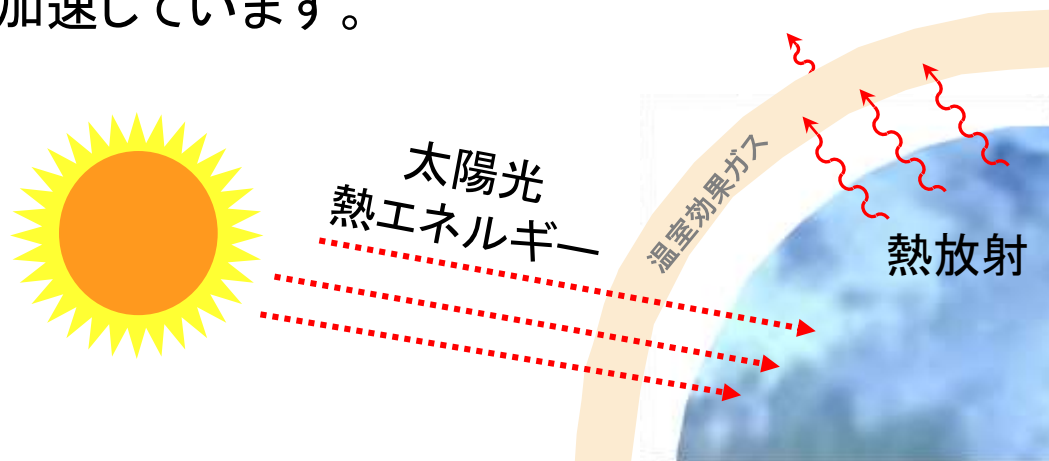 加速しています。
太陽光
熱エネルギー
温室効果ガス
熱放射